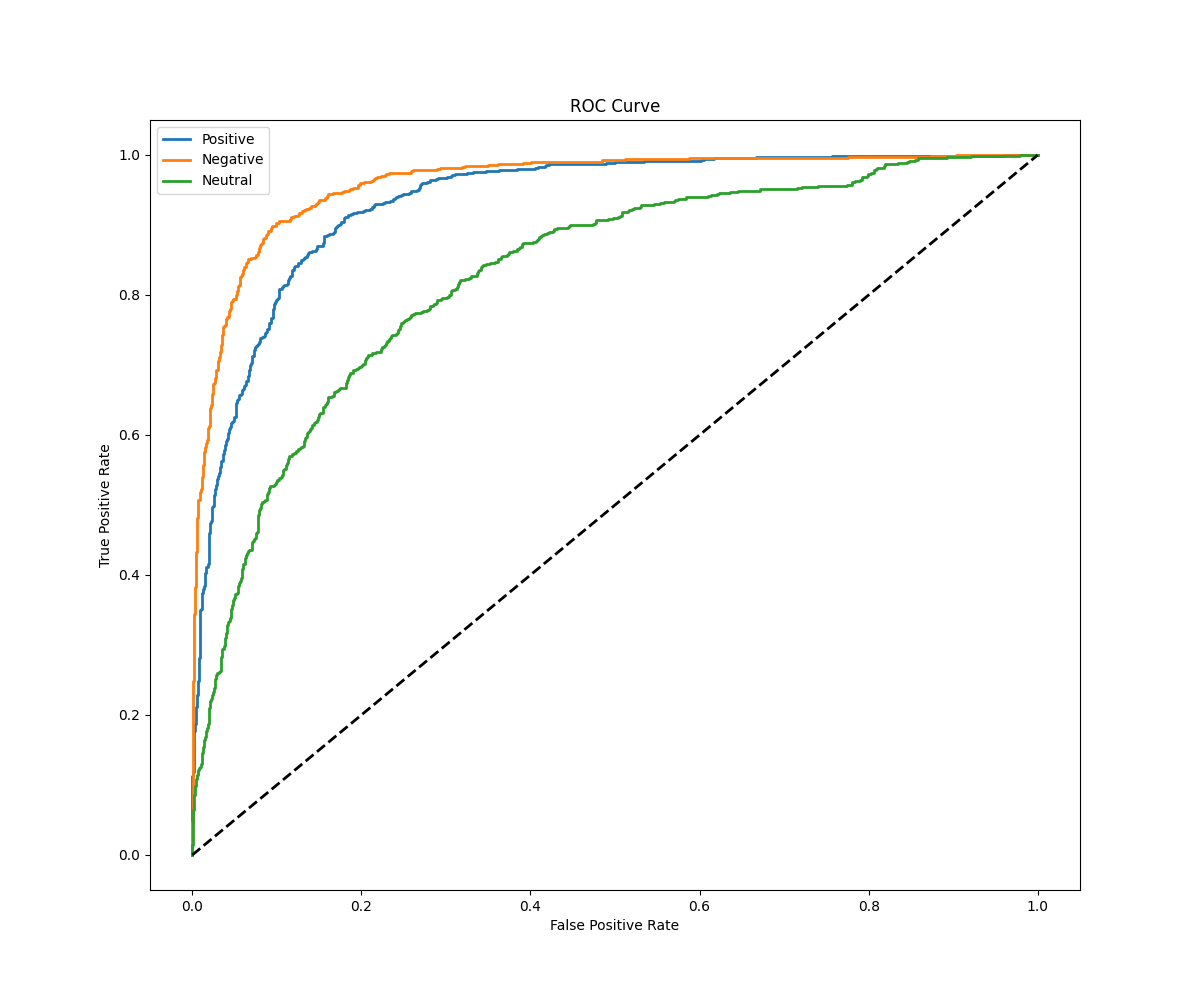 ROC Curve
Positive
Negative
Neutral
True Positive Rate
1.0
0.8
0.6
0.4
0.2
0.0
0.0 0.2 0.4 0.6 0.8 1.0
False Positive Rate